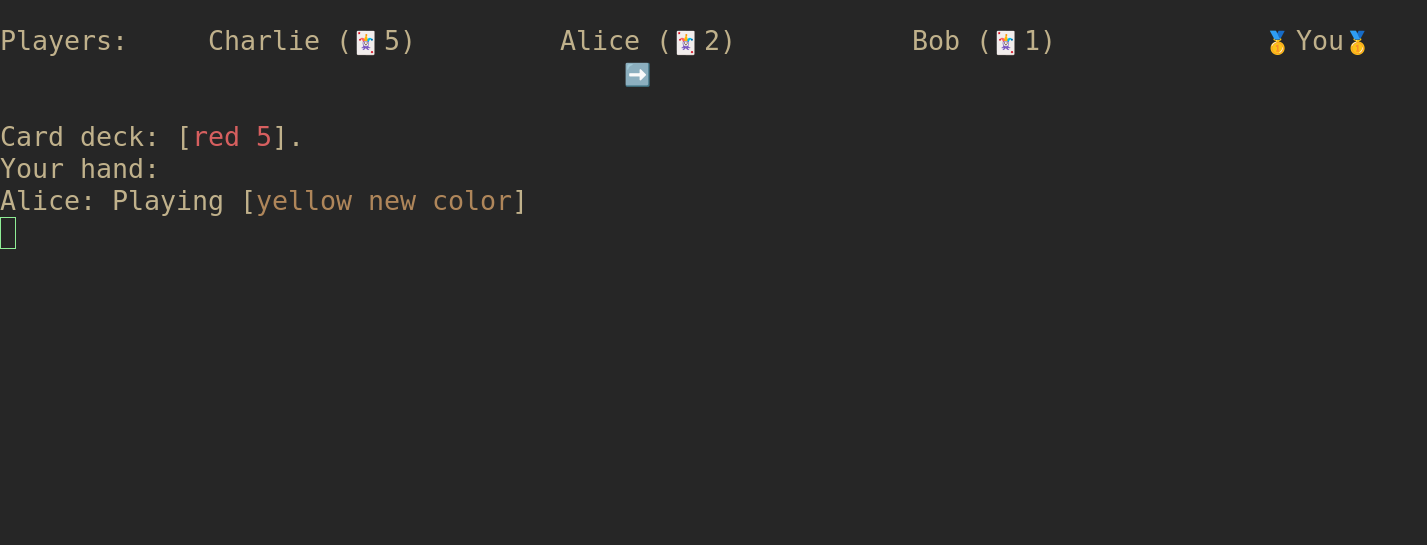 Players: Charlie (🃏 5) Alice (🃏 2) Bob (🃏 1) 🥇 You🥇
➡️
Card deck: [red 5].
Your hand:
Alice: Playing [yellow new color]